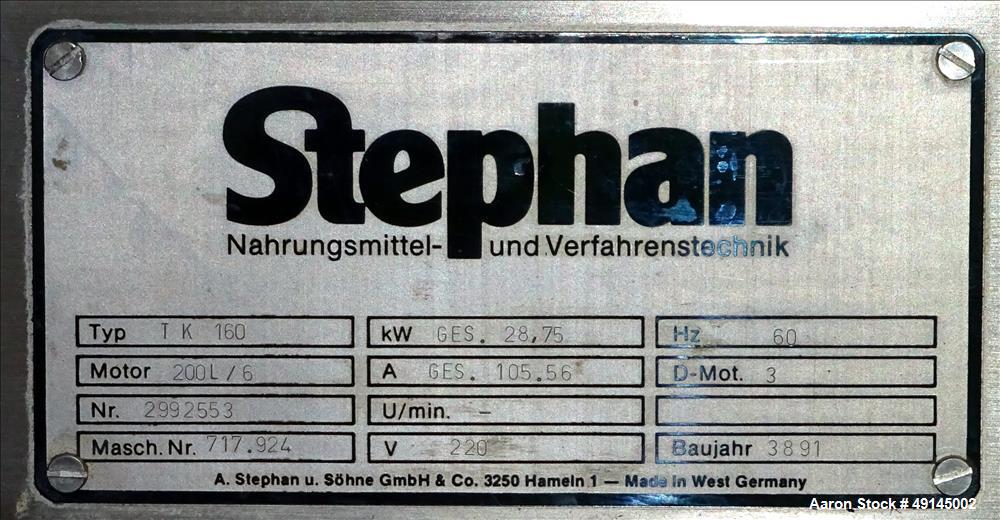 Stephan
Nahrungsmittel- und Verfahrenstechnik
Typ T K 160 kW GES. 28,75 Hz 60
Motor 200L/6 A GES. 105.56 D-Mot. 3
Nr. 2992553 U/min. –
Masch.Nr. 717.924 V 220 Baujahr 3891
A. Stephan u. Söhne GmbH & Co. 3250 Hameln 1 — Made in West Germany
Aaron Stock # 49145002